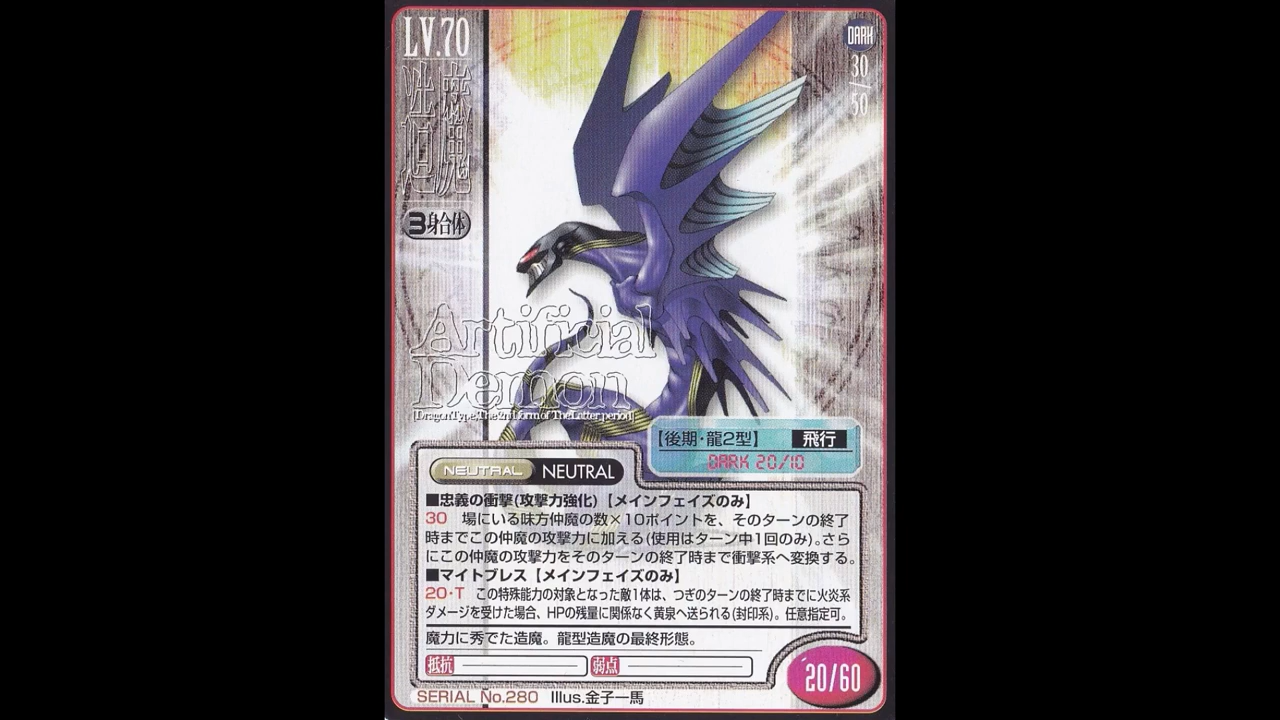 LV.70
DARK
30/50
造魔
3身合体
Artificial
Demon
[Dragon Type.The 2nd form of The Latter period]
【後期・龍2型】 飛行
DARK 20/10
NEUTRAL NEUTRAL
■忠義の衝撃(攻撃力強化)【メインフェイズのみ】
30 場にいる味方仲魔の数×10ポイントを、そのターンの終了
時までこの仲魔の攻撃力に加える(使用はターン中1回のみ)。さら
にこの仲魔の攻撃力をそのターンの終了時まで衝撃系へ変換する。
■マイトブレス【メインフェイズのみ】
20・T この特殊能力の対象となった敵1体は、つぎのターンの終了時までに火炎系
ダメージを受けた場合、HPの残量に関係なく黄泉へ送られる(封印系)。任意指定可。
魔力に秀でた造魔。龍型造魔の最終形態。
抵抗 ————— 弱点 —————
20/60
SERIAL No.280 Illus.金子一馬